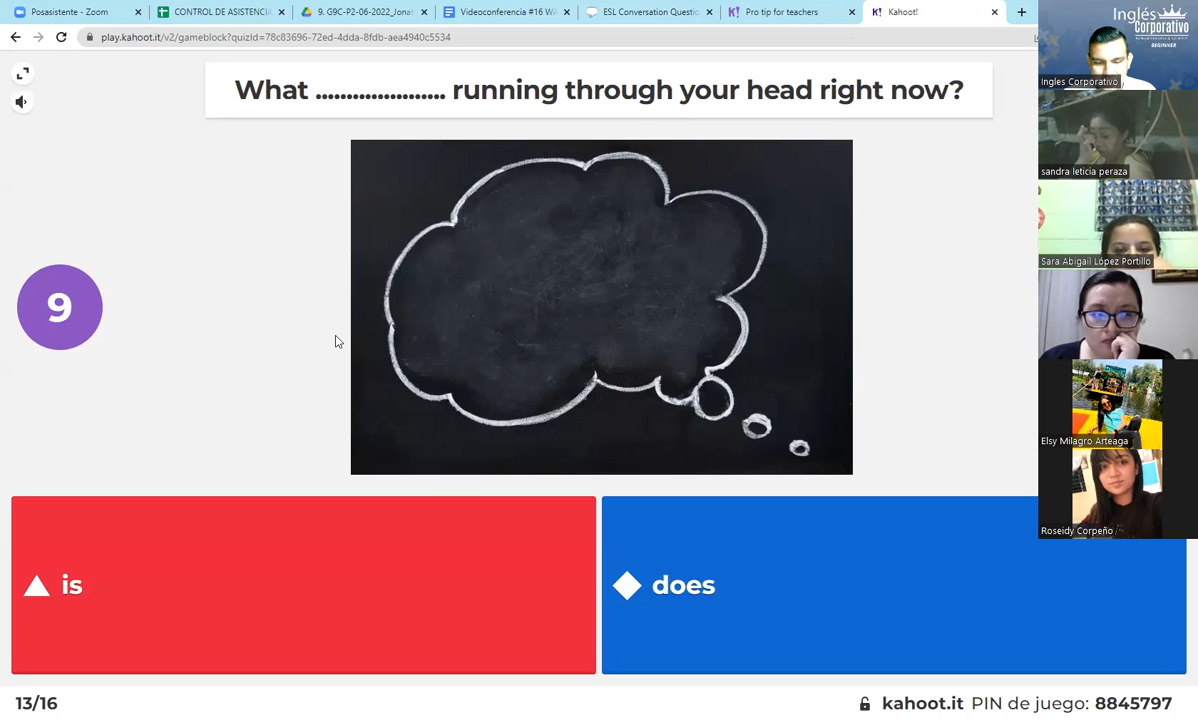 Posasistente - Zoom
CONTROL DE ASISTENCIA
9. G9C-P2-06-2022_Jonat
Videoconferencia #16 WA
ESL Conversation Questio
K! Pro tip for teachers
K! Kahoot!
play.kahoot.it/v2/gameblock?quizId=78c83696-72ed-4dda-8fdb-aea4940c5534
Inglés
Corporativo
BEGINNER
Ingles Corporativo
sandra leticia peraza
Sara Abigail López Portillo
Elsy Milagro Arteaga
Roseidy Corpeño
What ..................... running through your head right now?
9
is
does
13/16
kahoot.it PIN de juego: 8845797